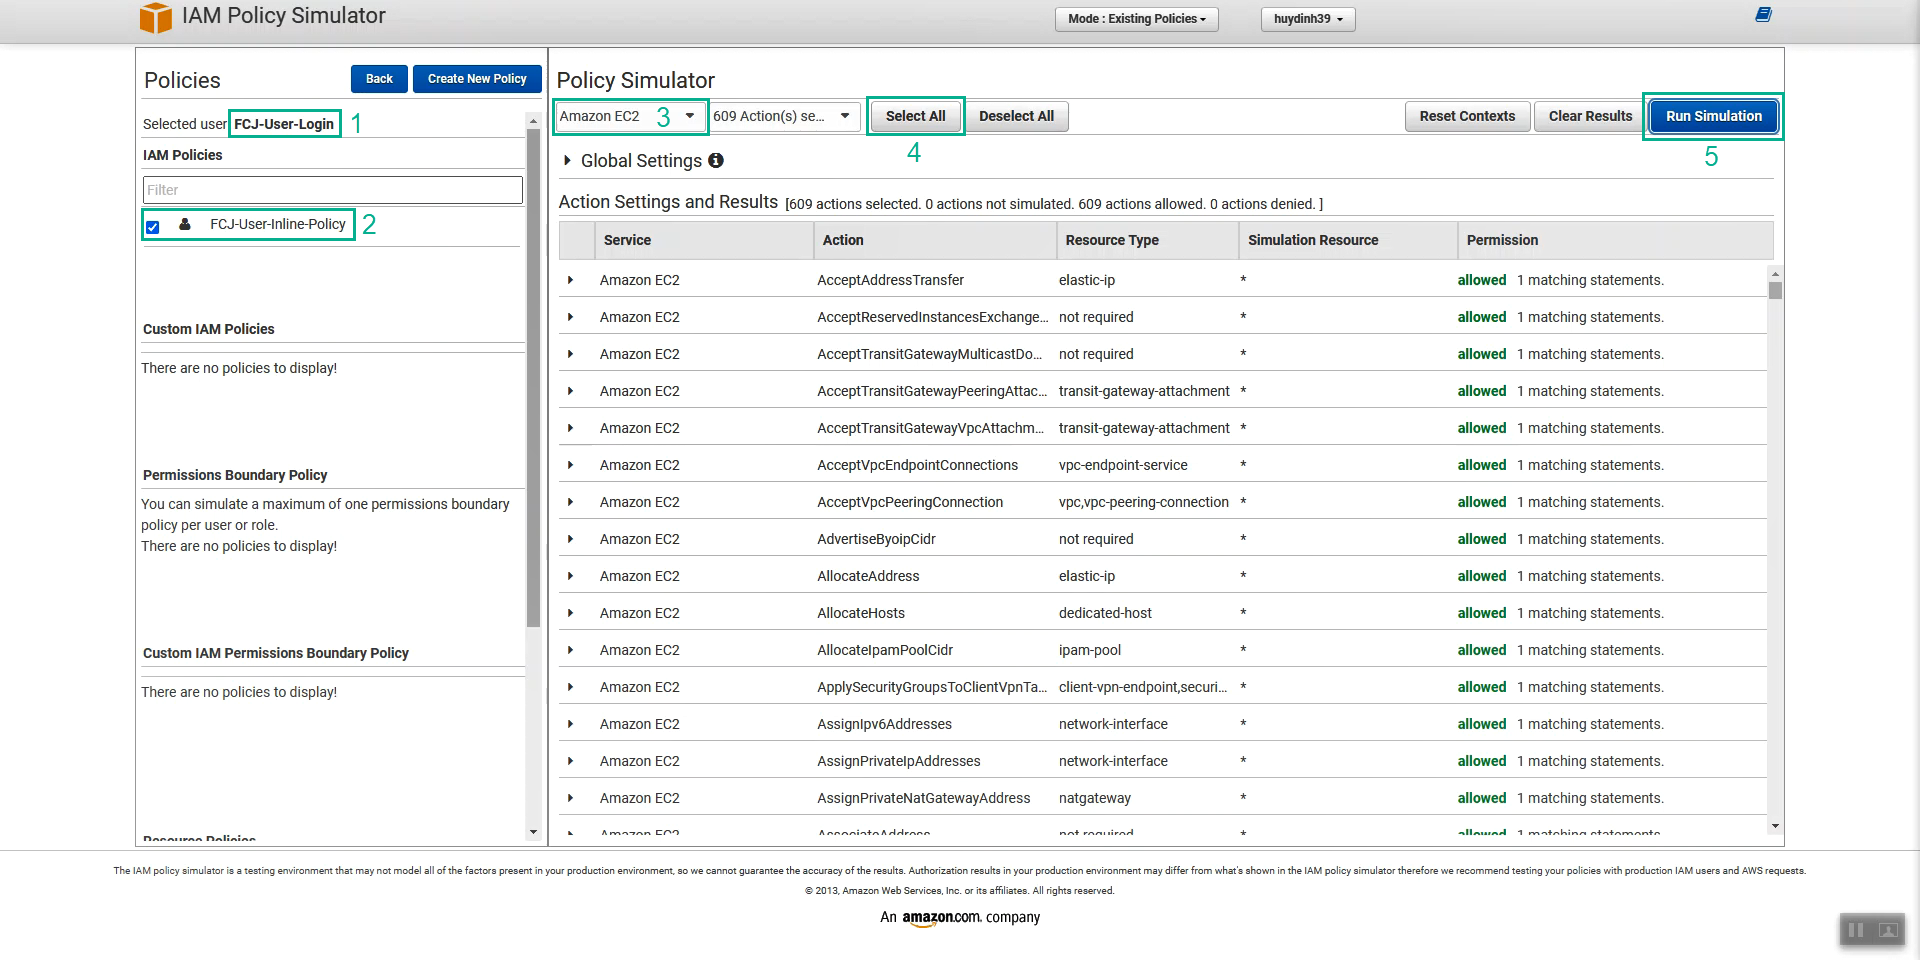 IAM Policy Simulator
Mode : Existing Policies
huydinh39
Policies
Back
Create New Policy
Selected user FCJ-User-Login 1
IAM Policies
Filter
FCJ-User-Inline-Policy 2
Custom IAM Policies
There are no policies to display!
Permissions Boundary Policy
You can simulate a maximum of one permissions boundary
policy per user or role.
There are no policies to display!
Custom IAM Permissions Boundary Policy
There are no policies to display!
Resource Policies
Policy Simulator
Amazon EC2 3
609 Action(s) se...
Select All
Deselect All
Reset Contexts
Clear Results
Run Simulation
4
5
Global Settings
Action Settings and Results [609 actions selected. 0 actions not simulated. 609 actions allowed. 0 actions denied. ]
Service Action Resource Type Simulation Resource Permission
Amazon EC2 AcceptAddressTransfer elastic-ip * allowed 1 matching statements.
Amazon EC2 AcceptReservedInstancesExchange... not required * allowed 1 matching statements.
Amazon EC2 AcceptTransitGatewayMulticastDo... not required * allowed 1 matching statements.
Amazon EC2 AcceptTransitGatewayPeeringAttac... transit-gateway-attachment * allowed 1 matching statements.
Amazon EC2 AcceptTransitGatewayVpcAttachm... transit-gateway-attachment * allowed 1 matching statements.
Amazon EC2 AcceptVpcEndpointConnections vpc-endpoint-service * allowed 1 matching statements.
Amazon EC2 AcceptVpcPeeringConnection vpc,vpc-peering-connection * allowed 1 matching statements.
Amazon EC2 AdvertiseByoipCidr not required * allowed 1 matching statements.
Amazon EC2 AllocateAddress elastic-ip * allowed 1 matching statements.
Amazon EC2 AllocateHosts dedicated-host * allowed 1 matching statements.
Amazon EC2 AllocateIpamPoolCidr ipam-pool * allowed 1 matching statements.
Amazon EC2 ApplySecurityGroupsToClientVpnTa... client-vpn-endpoint,securi... * allowed 1 matching statements.
Amazon EC2 AssignIpv6Addresses network-interface * allowed 1 matching statements.
Amazon EC2 AssignPrivateIpAddresses network-interface * allowed 1 matching statements.
Amazon EC2 AssignPrivateNatGatewayAddress natgateway * allowed 1 matching statements.
Amazon EC2 AssociateAddress not required * allowed 1 matching statements.
The IAM policy simulator is a testing environment that may not model all of the factors present in your production environment, so we cannot guarantee the accuracy of the results. Authorization results in your production environment may differ from what's shown in the IAM policy simulator therefore we recommend testing your policies with production IAM users and AWS requests.
© 2013, Amazon Web Services, Inc. or its affiliates. All rights reserved.
An amazon.com. company